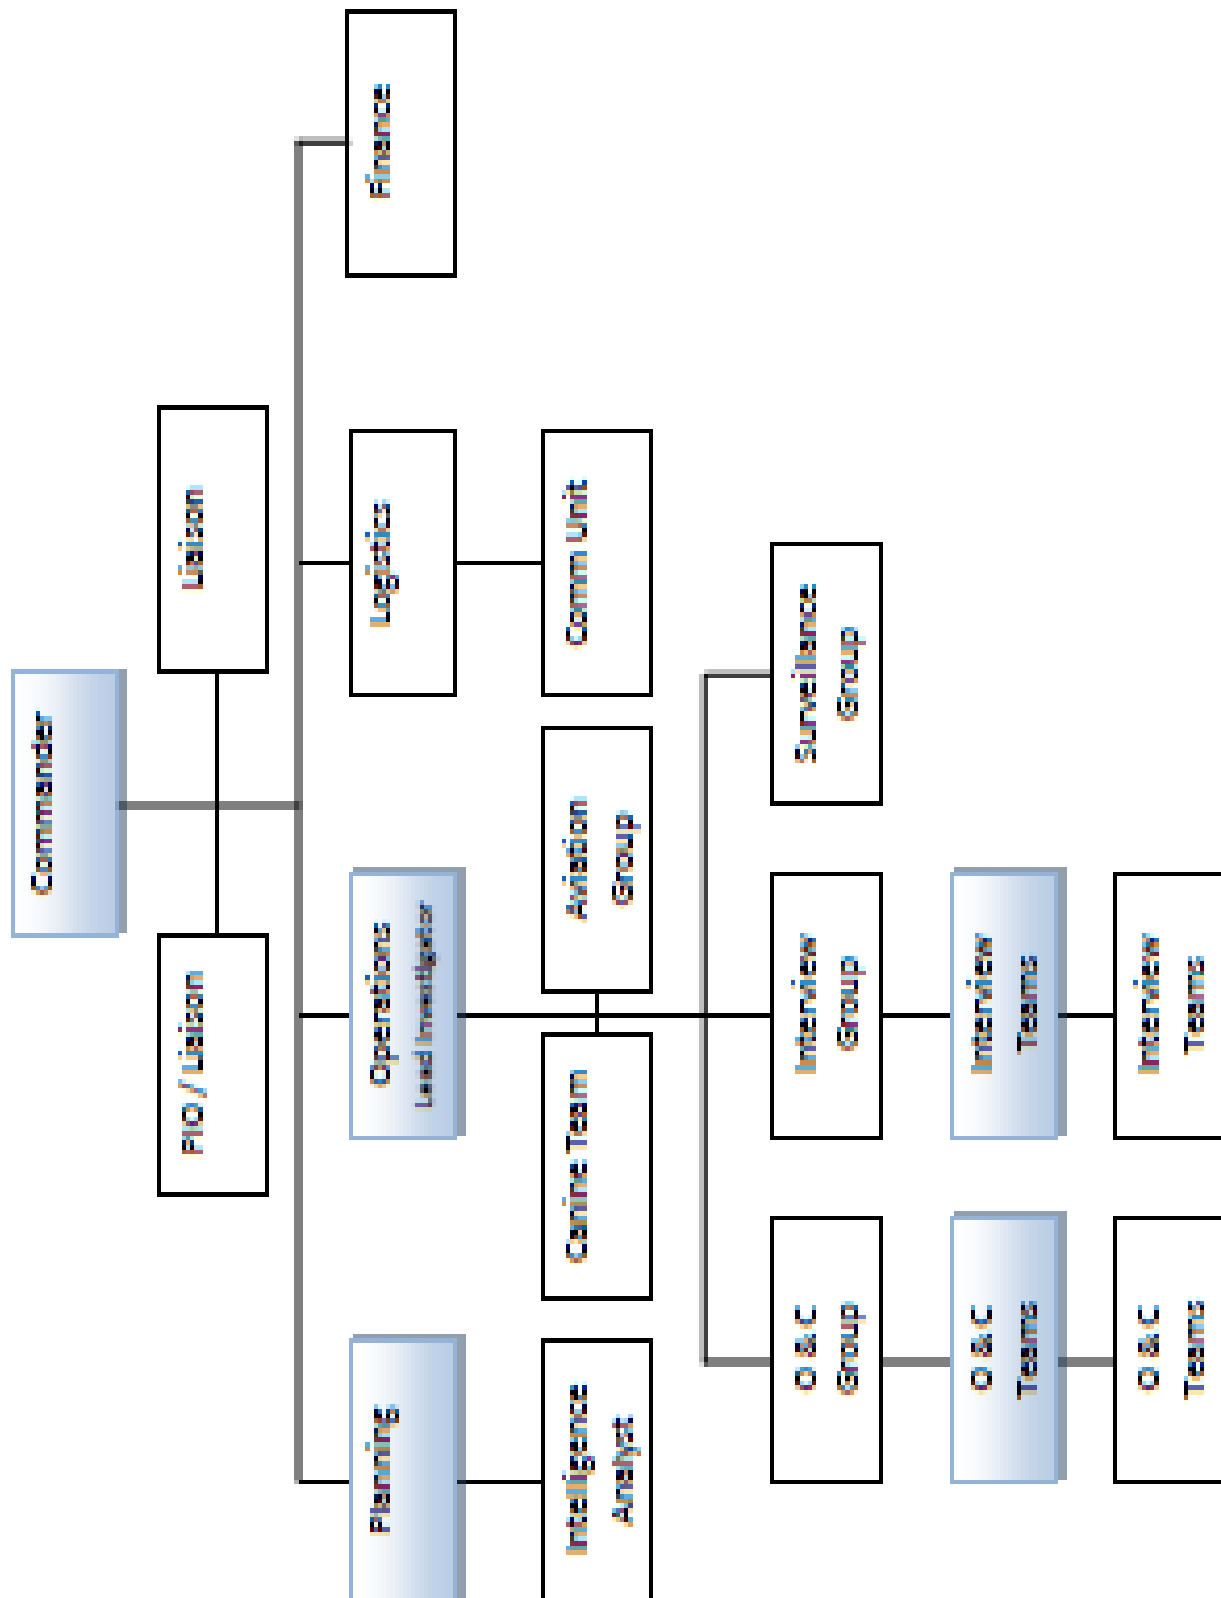 Commander
PIO / Liaison
Liaison
Planning
Operations
Lead Investigator
Logistics
Finance
Intelligence
Analyst
Canine Team
Aviation
Group
Comm Unit
O & C
Group
Interview
Group
Surveillance
Group
O & C
Teams
Interview
Teams
O & C
Teams
Interview
Teams